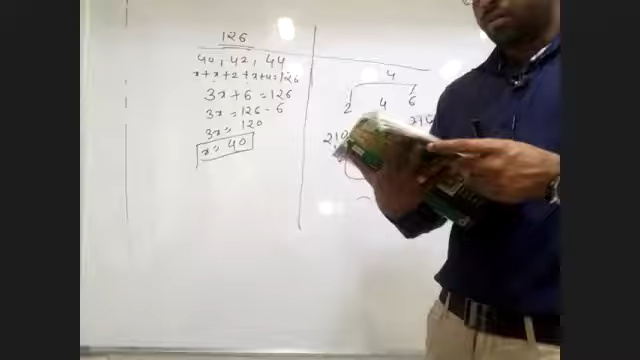 126
40, 42, 44
x+x+2+x+4=126
3x+6=126
3x=126-6
3x=120
x=40
4
2 4 6
210